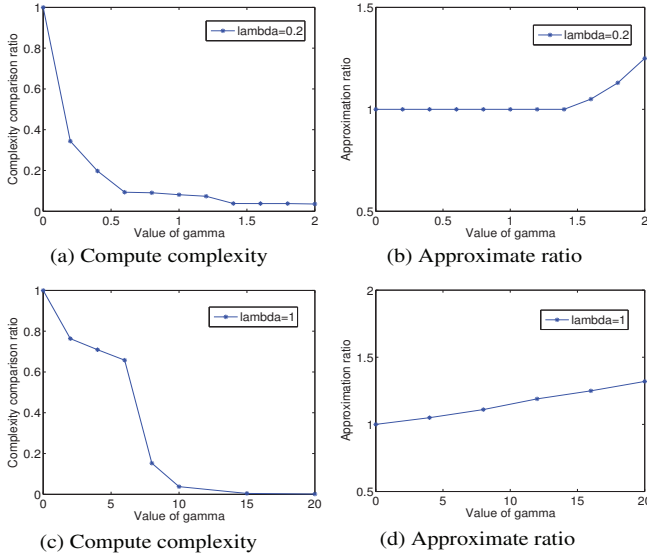 1
0.8
0.6
0.4
0.2
0
0 0.5 1 1.5 2
Complexity comparison ratio
Value of gamma
lambda=0.2
(a) Compute complexity
1.5
1
0.5
0 0.5 1 1.5 2
Approximation ratio
Value of gamma
lambda=0.2
(b) Approximate ratio
1
0.8
0.6
0.4
0.2
0
0 5 10 15 20
Complexity comparison ratio
Value of gamma
lambda=1
(c) Compute complexity
2
1.5
1
0.5
0 5 10 15 20
Approximation ratio
Value of gamma
lambda=1
(d) Approximate ratio